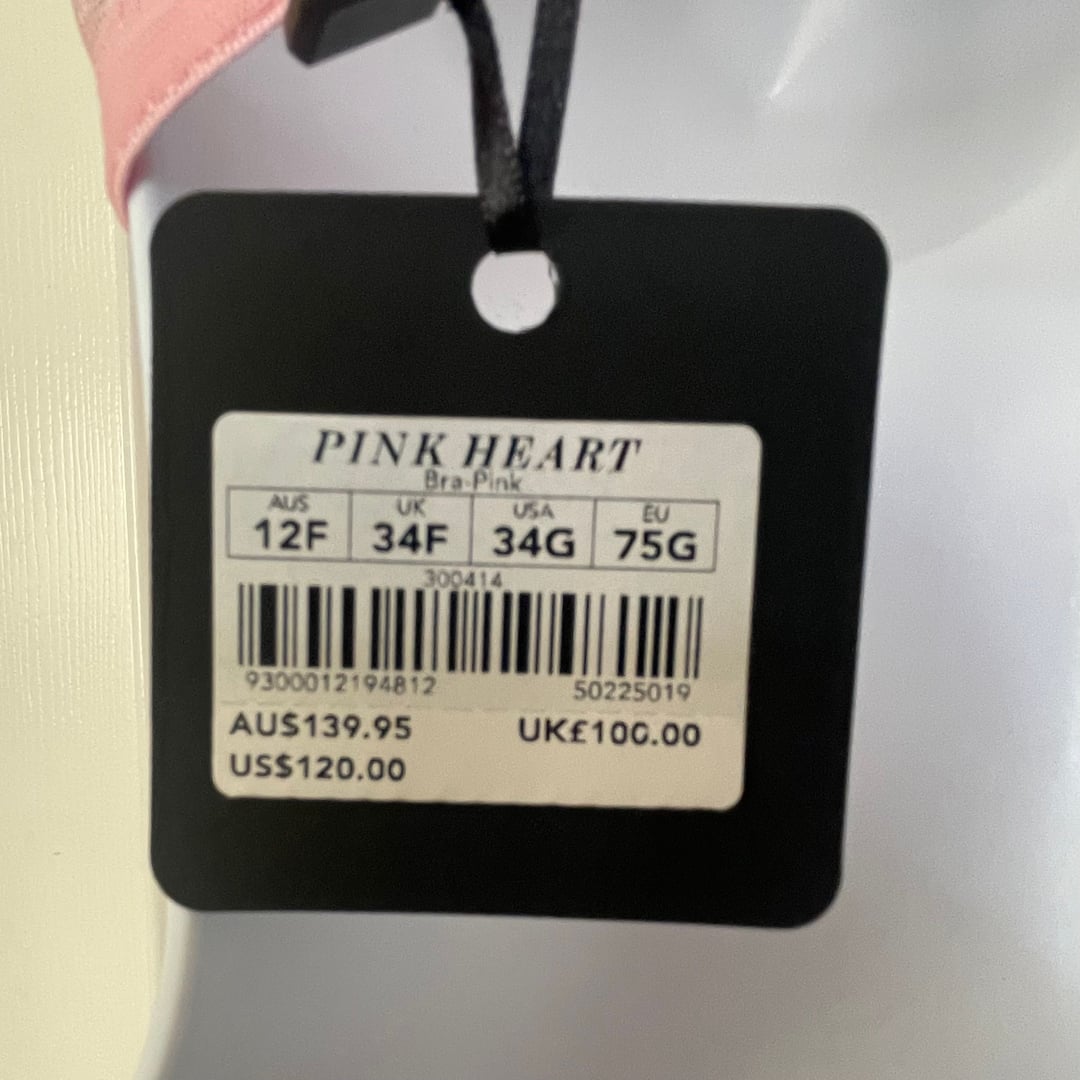 PINK HEART
Bra-Pink
AUS UK USA EU
12F 34F 34G 75G
300414
9300012194812 50225019
AU$139.95 UK£100.00
US$120.00